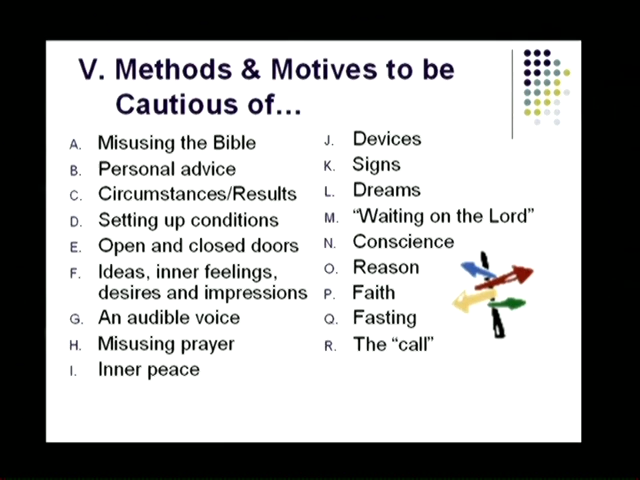 V. Methods & Motives to be
Cautious of…
A. Misusing the Bible
B. Personal advice
C. Circumstances/Results
D. Setting up conditions
E. Open and closed doors
F. Ideas, inner feelings,
desires and impressions
G. An audible voice
H. Misusing prayer
I. Inner peace
J. Devices
K. Signs
L. Dreams
M. “Waiting on the Lord”
N. Conscience
O. Reason
P. Faith
Q. Fasting
R. The “call”